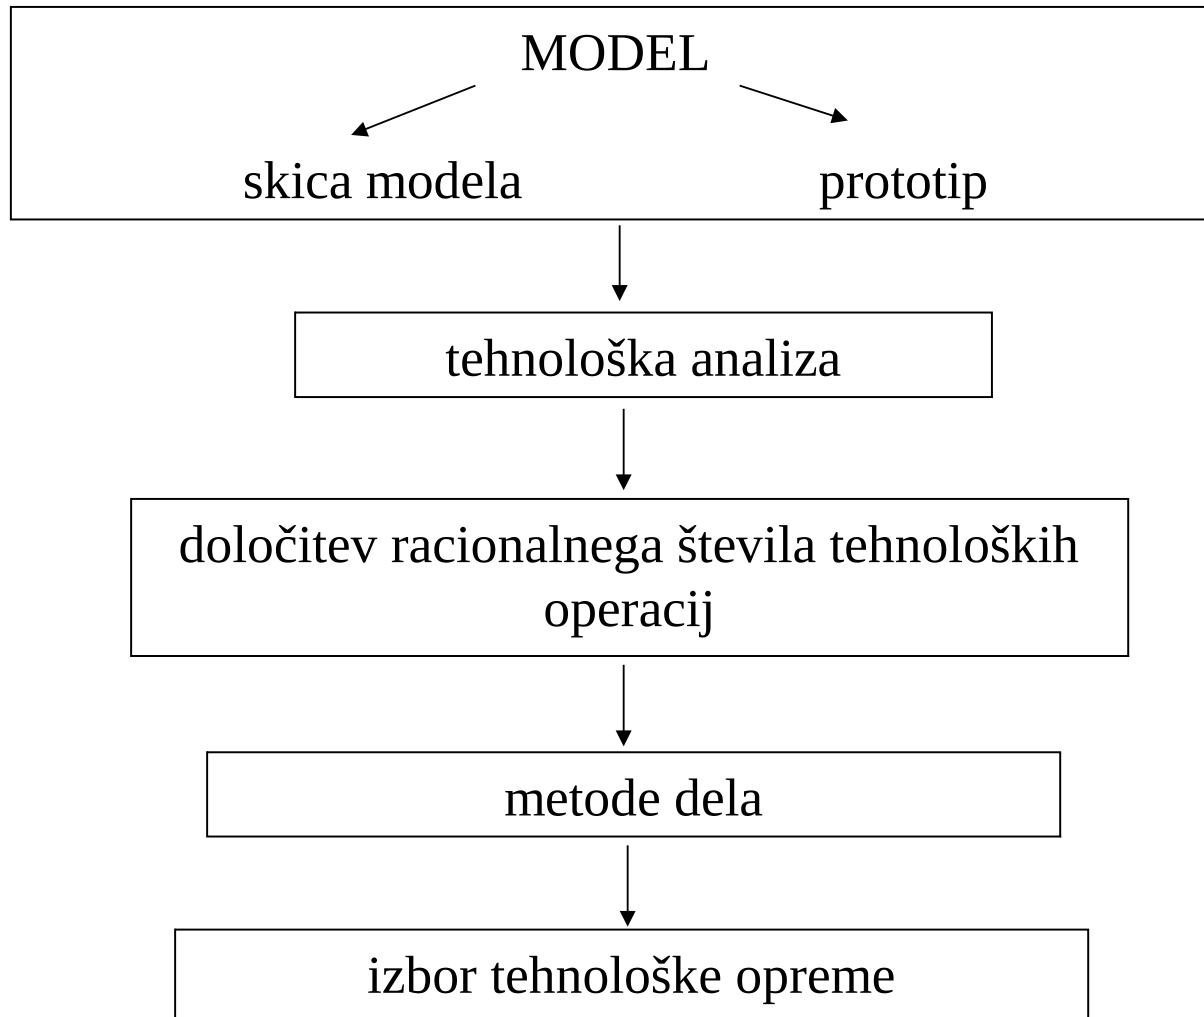 MODEL
skica modela prototip
tehnološka analiza
določitev racionalnega števila tehnoloških
operacij
metode dela
izbor tehnološke opreme